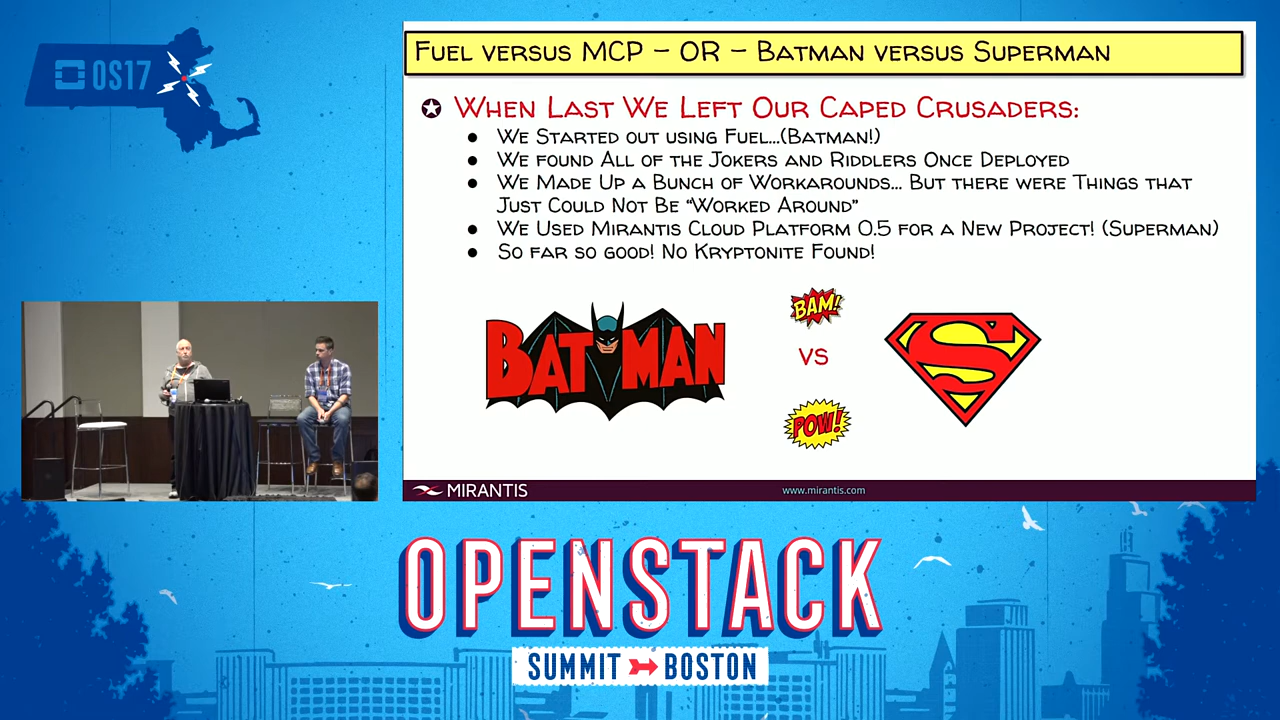 OS17
FUEL VERSUS MCP – OR – BATMAN VERSUS SUPERMAN
WHEN LAST WE LEFT OUR CAPED CRUSADERS:
● WE STARTED OUT USING FUEL...(BATMAN!)
● WE FOUND ALL OF THE JOKERS AND RIDDLERS ONCE DEPLOYED
● WE MADE UP A BUNCH OF WORKAROUNDS... BUT THERE WERE THINGS THAT
JUST COULD NOT BE "WORKED AROUND"
● WE USED MIRANTIS CLOUD PLATFORM 0.5 FOR A NEW PROJECT! (SUPERMAN)
● SO FAR SO GOOD! NO KRYPTONITE FOUND!
BATMAN
BAM!
VS
POW!
S
MIRANTIS
www.mirantis.com
OPENSTACK
SUMMIT BOSTON